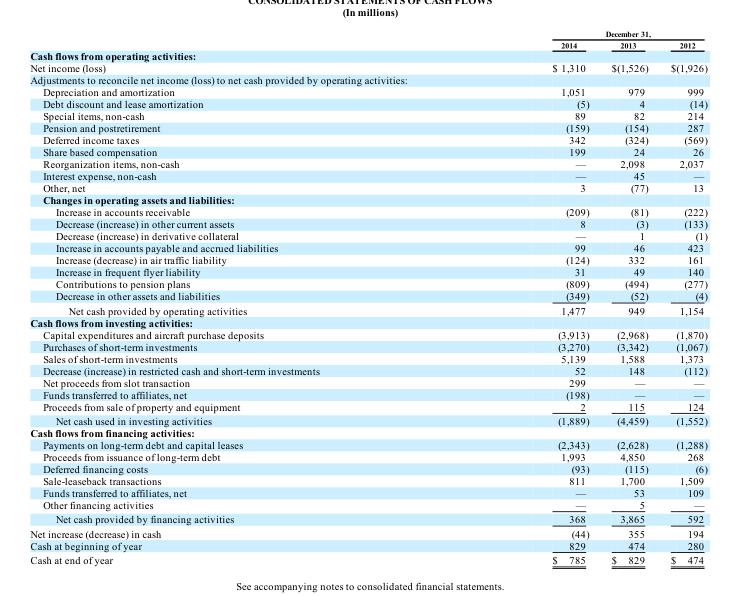 CONSOLIDATED STATEMENTS OF CASH FLOWS
(In millions)
December 31,
2014 2013 2012
Cash flows from operating activities:
Net income (loss) $ 1,310 $(1,526) $(1,926)
Adjustments to reconcile net income (loss) to net cash provided by operating activities:
Depreciation and amortization 1,051 979 999
Debt discount and lease amortization (5) 4 (14)
Special items, non-cash 89 82 214
Pension and postretirement (159) (154) 287
Deferred income taxes 342 (324) (569)
Share based compensation 199 24 26
Reorganization items, non-cash — 2,098 2,037
Interest expense, non-cash — 45 —
Other, net 3 (77) 13
Changes in operating assets and liabilities:
Increase in accounts receivable (209) (81) (222)
Decrease (increase) in other current assets 8 (3) (133)
Decrease (increase) in derivative collateral — 1 (1)
Increase in accounts payable and accrued liabilities 99 46 423
Increase (decrease) in air traffic liability (124) 332 161
Increase in frequent flyer liability 31 49 140
Contributions to pension plans (809) (494) (277)
Decrease in other assets and liabilities (349) (52) (4)
Net cash provided by operating activities 1,477 949 1,154
Cash flows from investing activities:
Capital expenditures and aircraft purchase deposits (3,913) (2,968) (1,870)
Purchases of short-term investments (3,270) (3,342) (1,067)
Sales of short-term investments 5,139 1,588 1,373
Decrease (increase) in restricted cash and short-term investments 52 148 (112)
Net proceeds from slot transaction 299 — —
Funds transferred to affiliates, net (198) — —
Proceeds from sale of property and equipment 2 115 124
Net cash used in investing activities (1,889) (4,459) (1,552)
Cash flows from financing activities:
Payments on long-term debt and capital leases (2,343) (2,628) (1,288)
Proceeds from issuance of long-term debt 1,993 4,850 268
Deferred financing costs (93) (115) (6)
Sale-leaseback transactions 811 1,700 1,509
Funds transferred to affiliates, net — 53 109
Other financing activities — 5 —
Net cash provided by financing activities 368 3,865 592
Net increase (decrease) in cash (44) 355 194
Cash at beginning of year 829 474 280
Cash at end of year $ 785 $ 829 $ 474
See accompanying notes to consolidated financial statements.